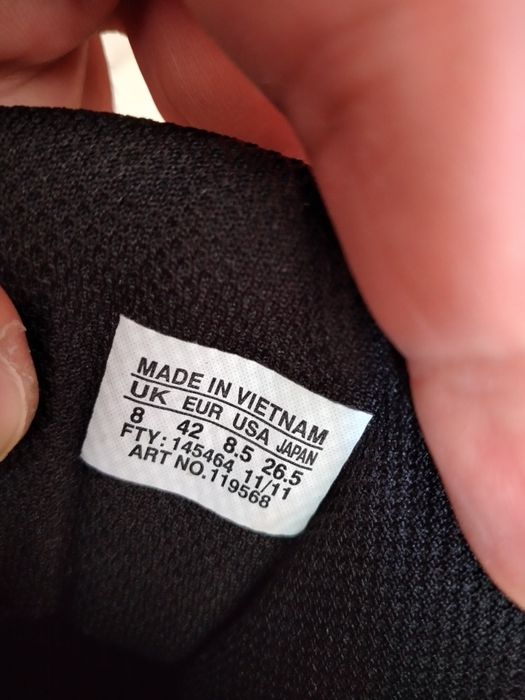 MADE IN VIETNAM
UK EUR USA JAPAN
8 42 8.5 26.5
FTY: 145464 11/11
ART NO.119568